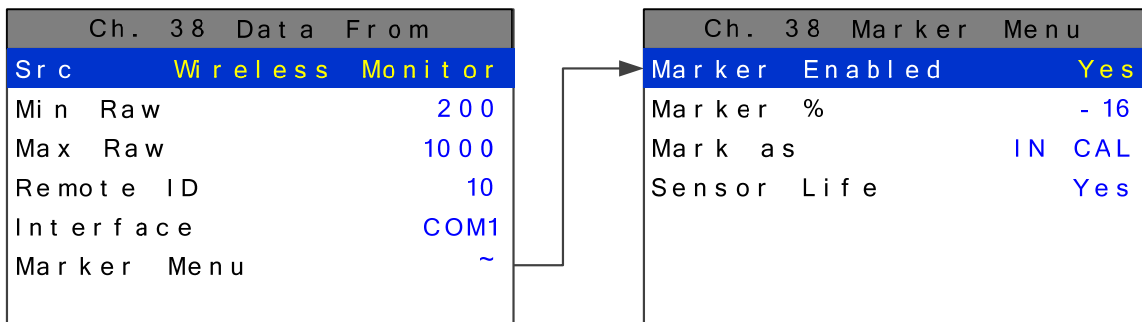 Ch. 38 Data From
Src Wireless Monitor
Min Raw 200
Max Raw 1000
Remote ID 10
Interface COM1
Marker Menu ~
Ch. 38 Marker Menu
Marker Enabled Yes
Marker % -16
Mark as IN CAL
Sensor Life Yes